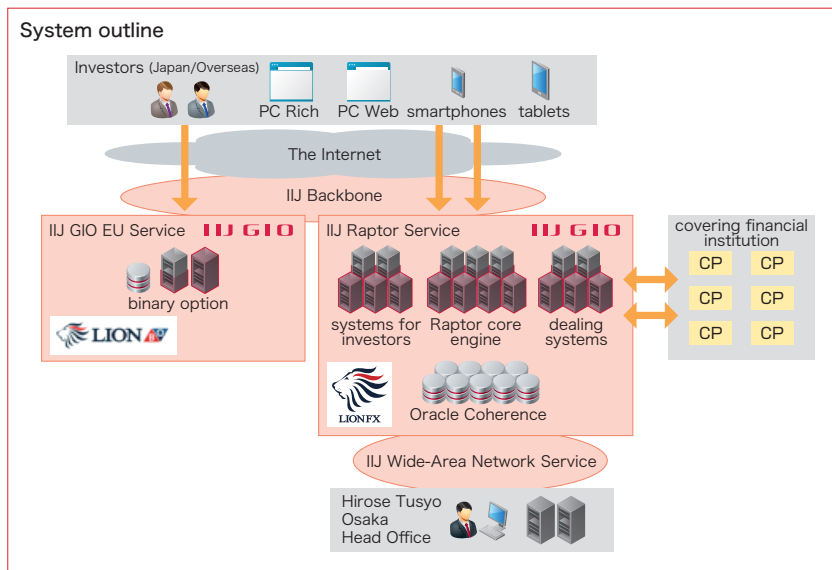 System outline
Investors (Japan/Overseas)
PC Rich
PC Web
smartphones
tablets
The Internet
IIJ Backbone
IIJ GIO EU Service
IIJ GIO
binary option
LION
IIJ Raptor Service
IIJ GIO
systems for
investors
Raptor core
engine
dealing
systems
LION FX
Oracle Coherence
covering financial
institution
CP CP
CP CP
CP CP
IIJ Wide-Area Network Service
Hirose Tusyo
Osaka
Head Office